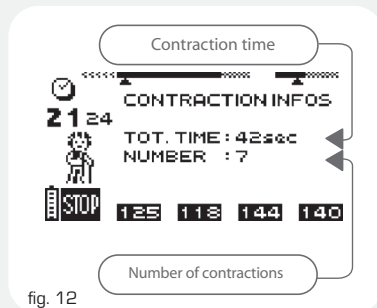 Contraction time
CONTRACTION INFOS
21 24
TOT. TIME : 42sec
NUMBER : 7
STOP 125 118 144 140
Number of contractions
fig. 12